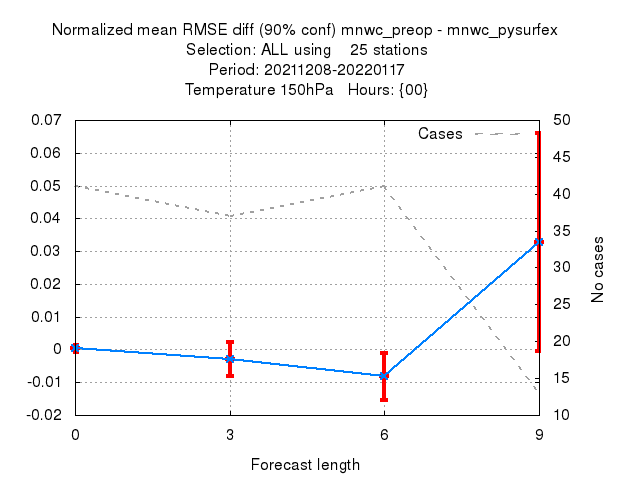 Normalized mean RMSE diff (90% conf) mnwc_preop - mnwc_pysurfex
Selection: ALL using    25 stations
Period: 20211208-20220117
Temperature 150hPa   Hours: {00}
Cases
0.07
0.06
0.05
0.04
0.03
0.02
0.01
0
-0.01
-0.02
50
45
40
35
30
25
20
15
10
No cases
0 3 6 9
Forecast length